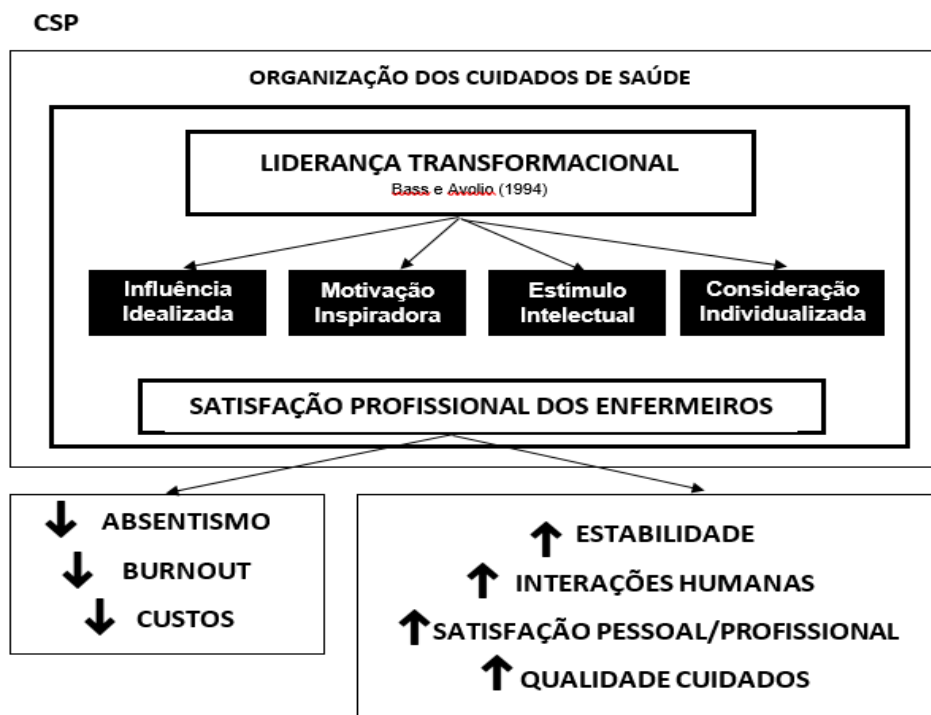 CSP
ORGANIZAÇÃO DOS CUIDADOS DE SAÚDE
LIDERANÇA TRANSFORMACIONAL
Bass e Avolio (1994)
Influência
Idealizada
Motivação
Inspiradora
Estímulo
Intelectual
Consideração
Individualizada
SATISFAÇÃO PROFISSIONAL DOS ENFERMEIROS
ABSENTISMO
BURNOUT
CUSTOS
ESTABILIDADE
INTERAÇÕES HUMANAS
SATISFAÇÃO PESSOAL/PROFISSIONAL
QUALIDADE CUIDADOS